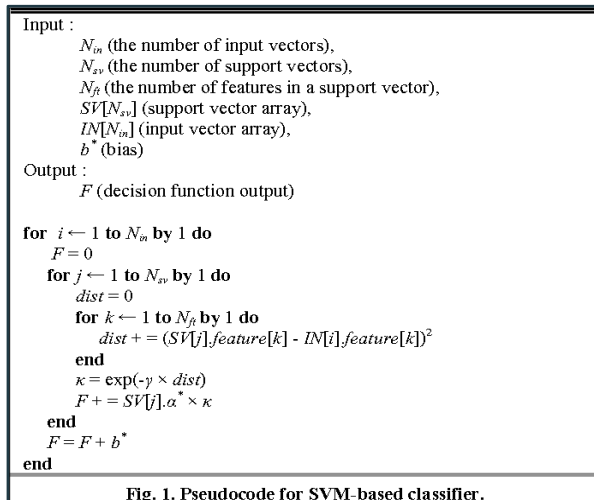 Input :
N_in (the number of input vectors),
N_sv (the number of support vectors),
N_ft (the number of features in a support vector),
SV[N_sv] (support vector array),
IN[N_in] (input vector array),
b* (bias)
Output :
F (decision function output)
for i ← 1 to N_in by 1 do
F = 0
for j ← 1 to N_sv by 1 do
dist = 0
for k ← 1 to N_ft by 1 do
dist + = (SV[j].feature[k] - IN[i].feature[k])²
end
κ = exp(-γ × dist)
F + = SV[j].α* × κ
end
F = F + b*
end
Fig. 1. Pseudocode for SVM-based classifier.